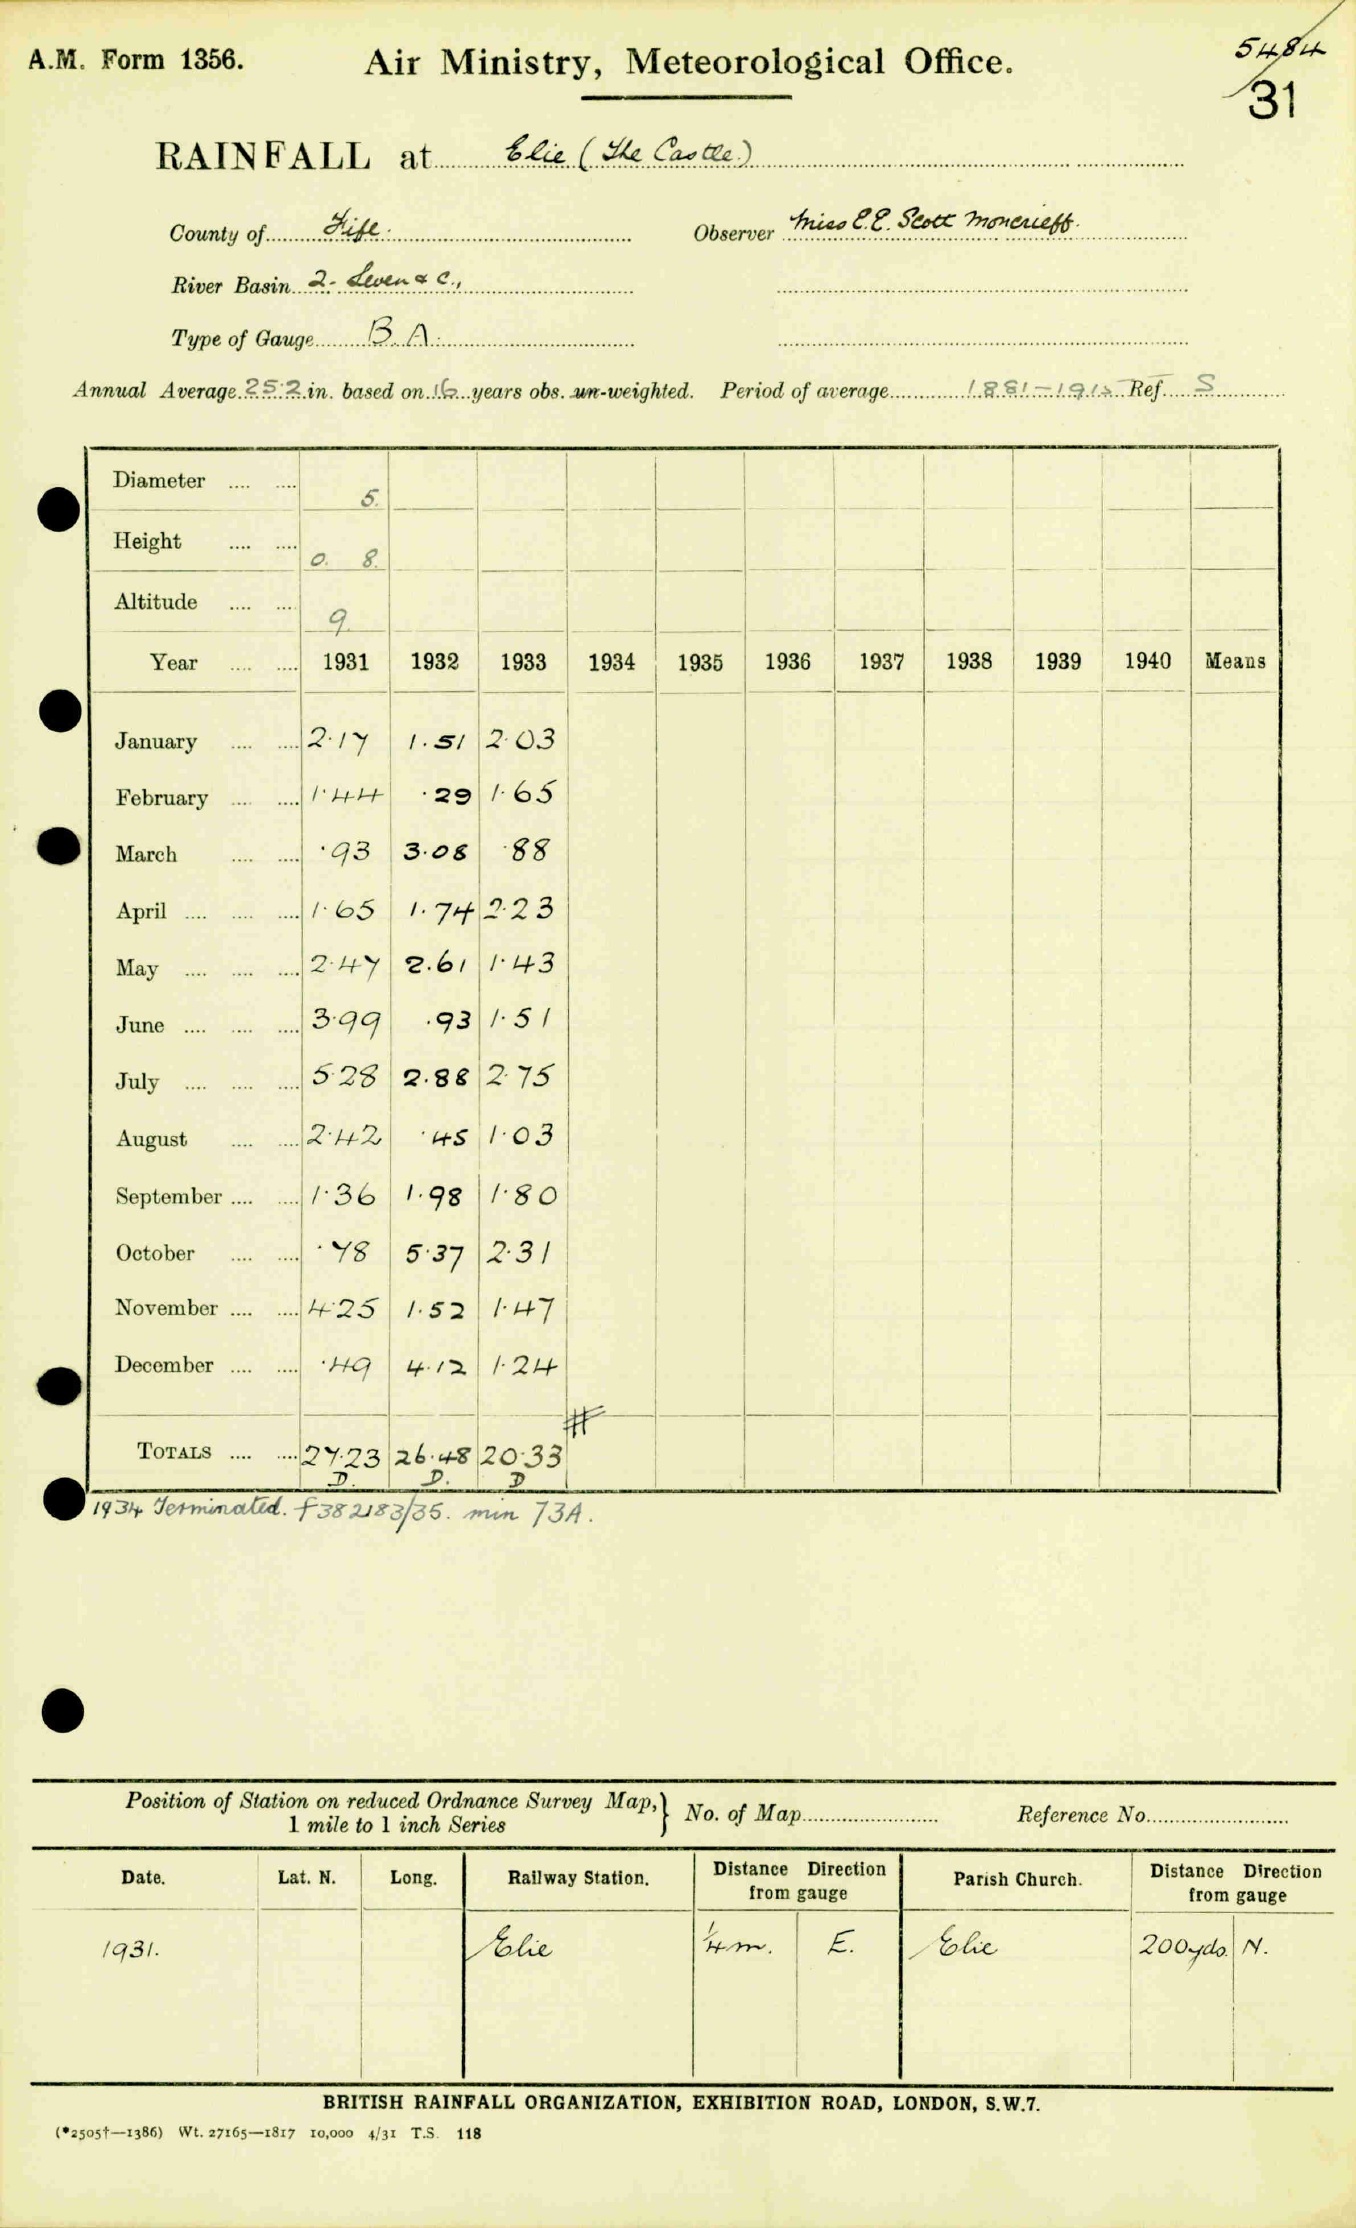 A.M. Form 1356. Air Ministry, Meteorological Office. 5484
31
RAINFALL at Elie (The Castle)
County of Fife. Observer Miss E.E. Scott Moncrieff.
River Basin 2. Leven & c.,
Type of Gauge B.A.
Annual Average 25.2 in. based on 16 years obs. un-weighted. Period of average 1881-1915 Ref. S
Diameter .... .... 5.
Height .... .... 0. 8.
Altitude .... .... 9.
Year .... .... 1931 1932 1933 1934 1935 1936 1937 1938 1939 1940 Means
January .... .... 2.17 1.51 2.03
February .... .... 1.44 .29 1.65
March .... .... .93 3.08 .88
April .... .... .... 1.65 1.74 2.23
May .... .... .... 2.47 2.61 1.43
June .... .... .... 3.99 .93 1.51
July .... .... .... 5.28 2.88 2.75
August .... .... 2.42 .45 1.03
September .... .... 1.36 1.98 1.80
October .... .... .78 5.37 2.31
November .... .... 4.25 1.52 1.47
December .... .... .49 4.12 1.24
TOTALS .... .... 27.23 26.48 20.33
D. D. D
1934 Terminated. f382183/35. min 73A.
Position of Station on reduced Ordnance Survey Map,} No. of Map Reference No.
1 mile to 1 inch Series
Date. Lat. N. Long. Railway Station. Distance Direction from gauge Parish Church. Distance Direction from gauge
1931. Elie ¼ m. E. Elie 200 yds. N.
BRITISH RAINFALL ORGANIZATION, EXHIBITION ROAD, LONDON, S.W.7.
(*2505†—1386) Wt. 27165—1817 10,000 4/31 T.S. 118